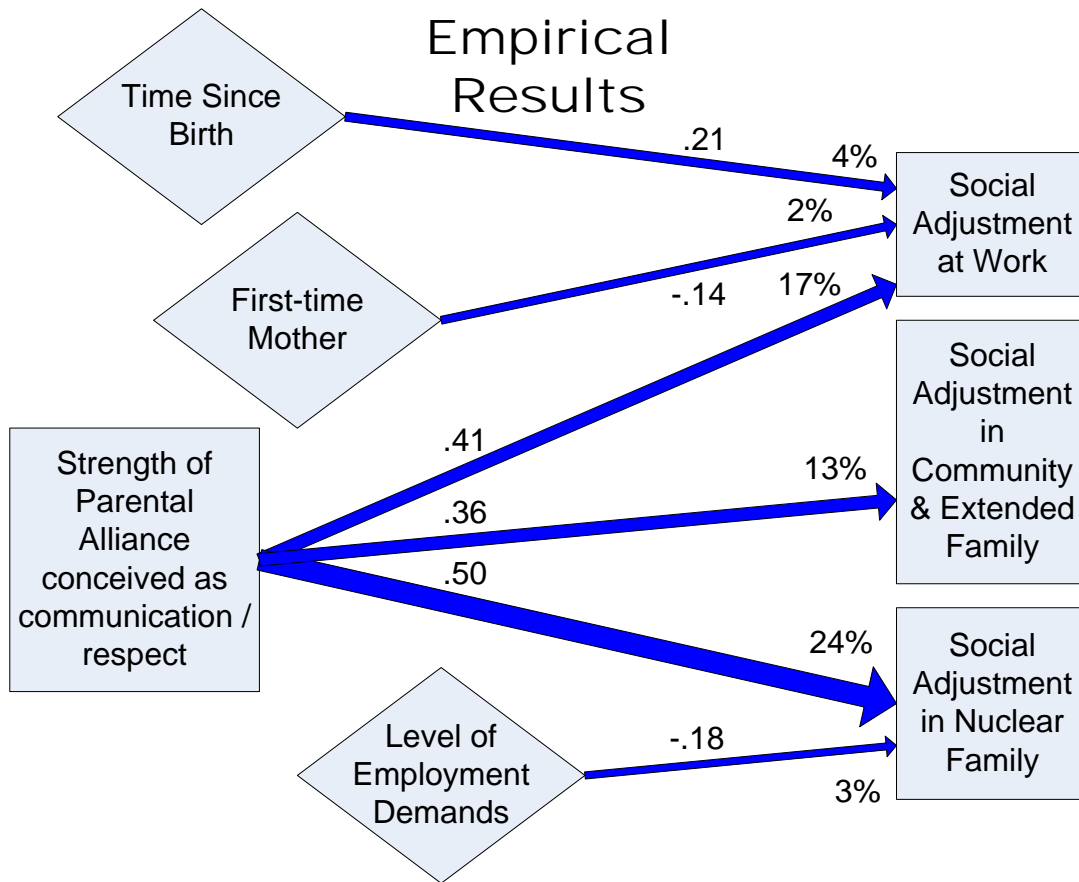 Empirical
Results
Time Since
Birth
.21
4%
Social
Adjustment
at Work
2%
-.14
17%
First-time
Mother
Social
Adjustment
in
Community
& Extended
Family
.41
Strength of
Parental
Alliance
conceived as
communication /
respect
13%
.36
.50
24%
Social
Adjustment
in Nuclear
Family
Level of
Employment
Demands
-.18
3%